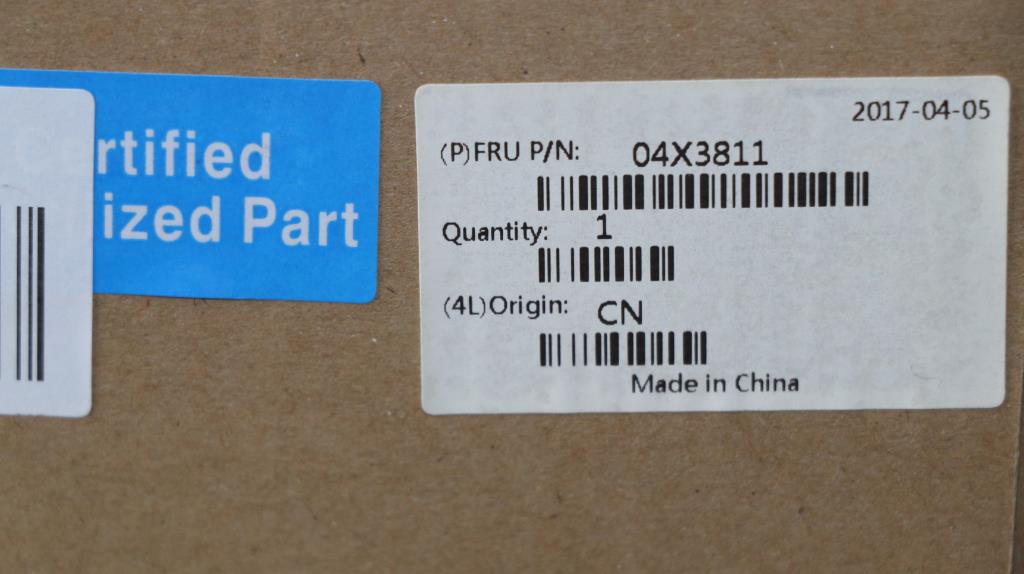 rtified
ized Part
2017-04-05
(P)FRU P/N: 04X3811
Quantity: 1
(4L)Origin: CN
Made in China